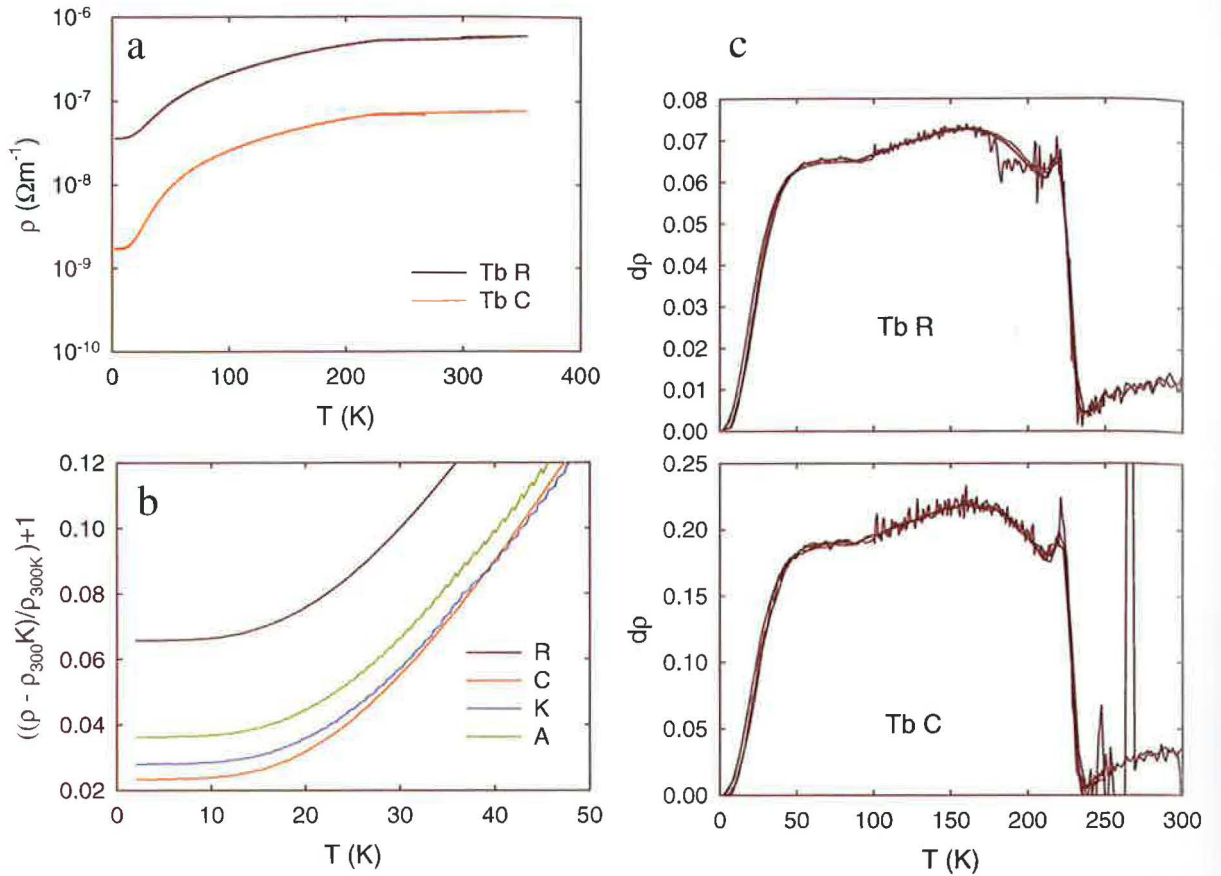 a
10⁻⁶
10⁻⁷
10⁻⁸
10⁻⁹
10⁻¹⁰
ρ (Ωm⁻¹)
Tb R
Tb C
0 100 200 300 400
T (K)
b
0.12
0.10
0.08
0.06
0.04
0.02
((ρ - ρ₃₀₀K)/ρ₃₀₀K)+1
R
C
K
A
0 10 20 30 40 50
T (K)
c
0.08
0.07
0.06
0.05
0.04
0.03
0.02
0.01
0.00
dρ
Tb R
0.25
0.20
0.15
0.10
0.05
0.00
dρ
Tb C
0 50 100 150 200 250 300
T (K)